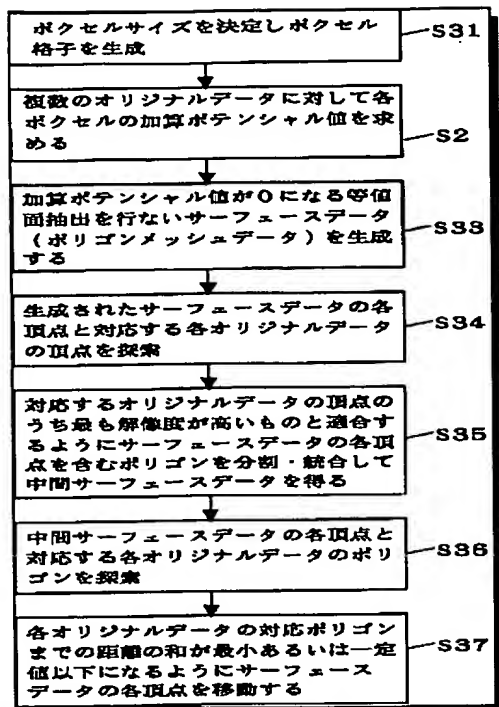 ボクセルサイズを決定しボクセル
格子を生成
S31
複数のオリジナルデータに対して各
ボクセルの加算ポテンシャル値を求
める
S2
加算ポテンシャル値が0になる等値
面抽出を行ないサーフェースデータ
(ポリゴンメッシュデータ)を生成
する
S33
生成されたサーフェースデータの各
頂点と対応する各オリジナルデータ
の頂点を探索
S34
対応するオリジナルデータの頂点の
うち最も解像度が高いものと適合す
るようにサーフェースデータの各頂
点を含むポリゴンを分割・統合して
中間サーフェースデータを得る
S35
中間サーフェースデータの各頂点と
対応する各オリジナルデータのポリ
ゴンを探索
S36
各オリジナルデータの対応ポリゴン
までの距離の和が最小あるいは一定
値以下になるようにサーフェース
データの各頂点を移動する
S37